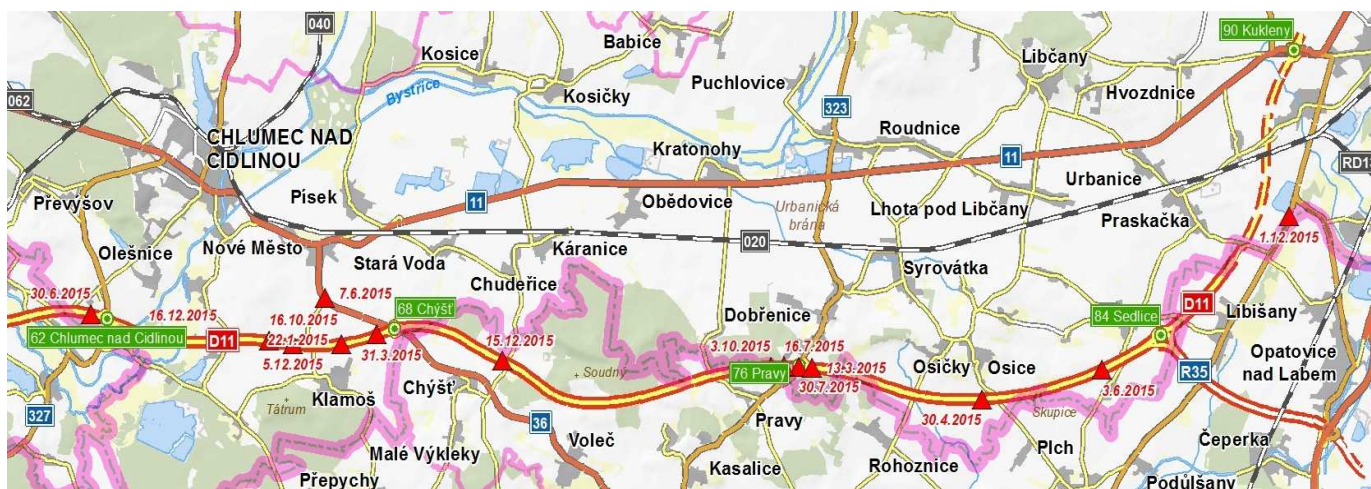 040
90 Kukleny
Kosice
Babice
Libčany
Puchlovice
Bystřice
Kosičky
Hvozdnice
062
323
CHLUMEC NAD
CIDLINOU
Roudnice
Kratonohy
11
RD1
Písek
11
Obědovice
Urbanická
brána
Lhota pod Libčany
Urbanice
Praskačka
Převýšov
020
1.12.2015
Olešnice
Nové Město
Stará Voda
Káranice
Syrovátka
Chudeřice
30.6.2015
7.6.2015
D11
16.12.2015
16.10.2015
68 Chýšť
Dobřenice
84 Sedlice
Libišany
62 Chlumec nad Cidlinou
D11
22.1.2015
15.12.2015
3.10.2015
16.7.2015
31.3.2015
5.12.2015
Soudný
76 Pravy
13.3.2015
30.7.2015
Osičky
Osice
Opatovice
nad Labem
R35
Chýšť
Klamoš
3.6.2015
327
Tátrum
36
Pravy
30.4.2015
Skupice
Voleč
Malé Výkleky
Plch
Čeperka
Kasalice
Rohoznice
Přepychy
Podůlšany